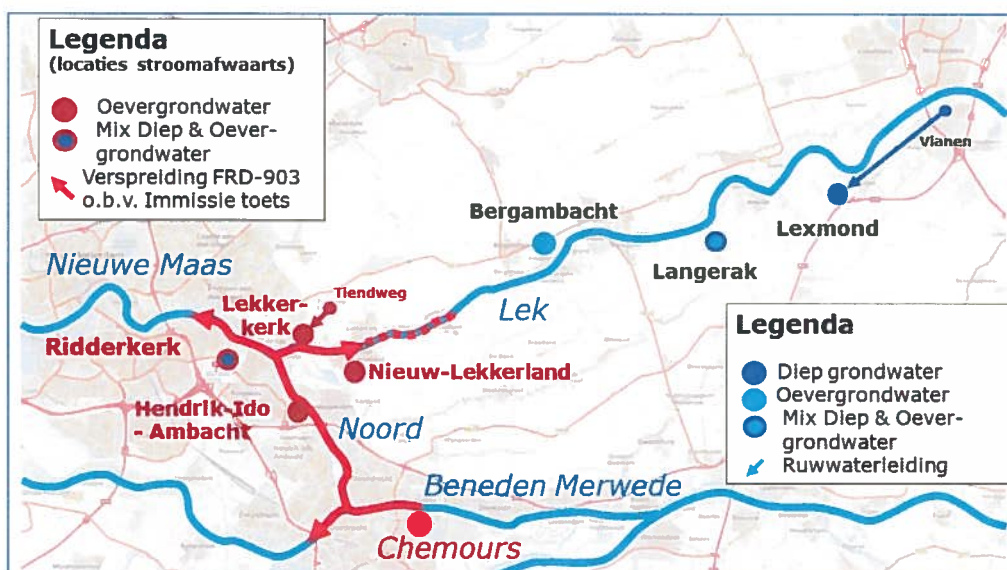 Legenda
(locaties stroomafwaarts)
Oevergrondwater
Mix Diep & Oever-
grondwater
Verspreiding FRD-903
o.b.v. Immissie toets
Vianen
Lexmond
Bergambacht
Langerak
Lek
Nieuwe Maas
Tiendweg
Lekker-
kerk
Ridderkerk
Nieuw-Lekkerland
Hendrik-Ido
- Ambacht
Noord
Beneden Merwede
Chemours
Legenda
Diep grondwater
Oevergrondwater
Mix Diep & Oever-
grondwater
Ruwwaterleiding